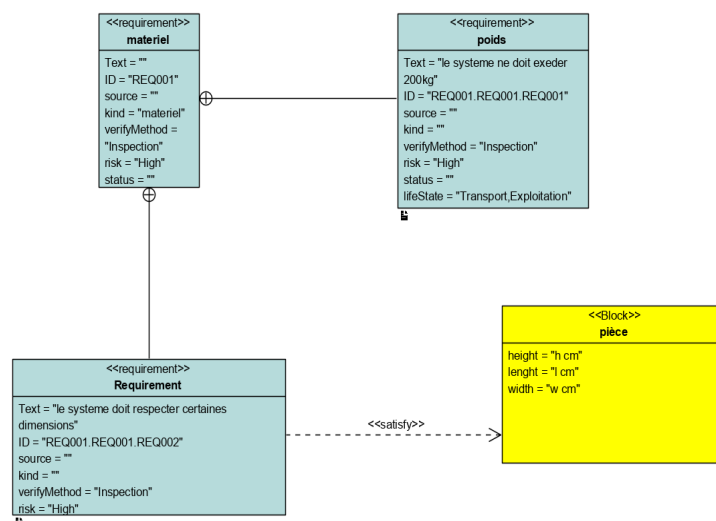 <<requirement>>
materiel
Text = ""
ID = "REQ001"
source = ""
kind = "materiel"
verifyMethod =
"Inspection"
risk = "High"
status = ""
<<requirement>>
poids
Text = "le systeme ne doit exeder
200kg"
ID = "REQ001.REQ001.REQ001"
source = ""
kind = ""
verifyMethod = "Inspection"
risk = "High"
status = ""
lifeState = "Transport,Exploitation"
<<requirement>>
Requirement
Text = "le systeme doit respecter certaines
dimensions"
ID = "REQ001.REQ001.REQ002"
source = ""
kind = ""
verifyMethod = "Inspection"
risk = "High"
<<satisfy>>
<<Block>>
pièce
height = "h cm"
lenght = "l cm"
width = "w cm"